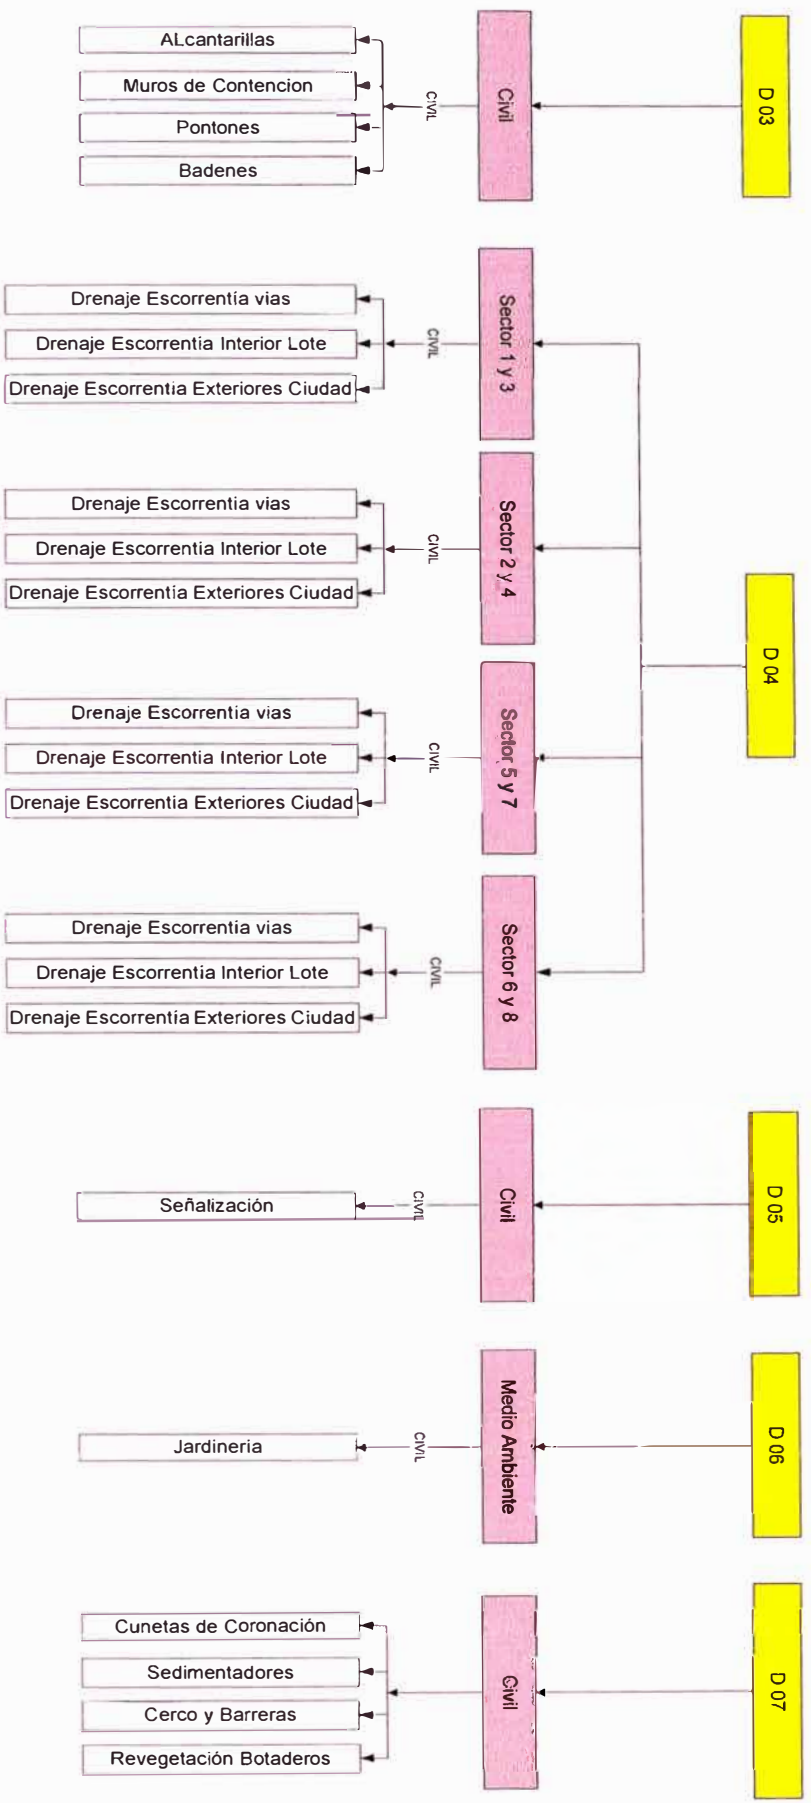 D 03
Civil
CIVIL
ALcantarillas
Muros de Contencion
Pontones
Badenes
D 04
Sector 1 y 3
CIVIL
Drenaje Escorrentía vias
Drenaje Escorrentia Interior Lote
Drenaje Escorrentia Exteriores Ciudad
Sector 2 y 4
CIVIL
Drenaje Escorrentia vias
Drenaje Escorrentia Interior Lote
Drenaje Escorrentía Exteriores Ciudad
Sector 5 y 7
CIVIL
Drenaje Escorrentia vias
Drenaje Escorrentia Interior Lote
Drenaje Escorrentia Exteriores Ciudad
Sector 6 y 8
CIVIL
Drenaje Escorrentía vias
Drenaje Escorrentia Interior Lote
Drenaje Escorrentía Exteriores Ciudad
D 05
Civil
CIVIL
Señalización
D 06
Medio Ambiente
CIVIL
Jardineria
D 07
Civil
Cunetas de Coronación
Sedimentadores
Cerco y Barreras
Revegetación Botaderos